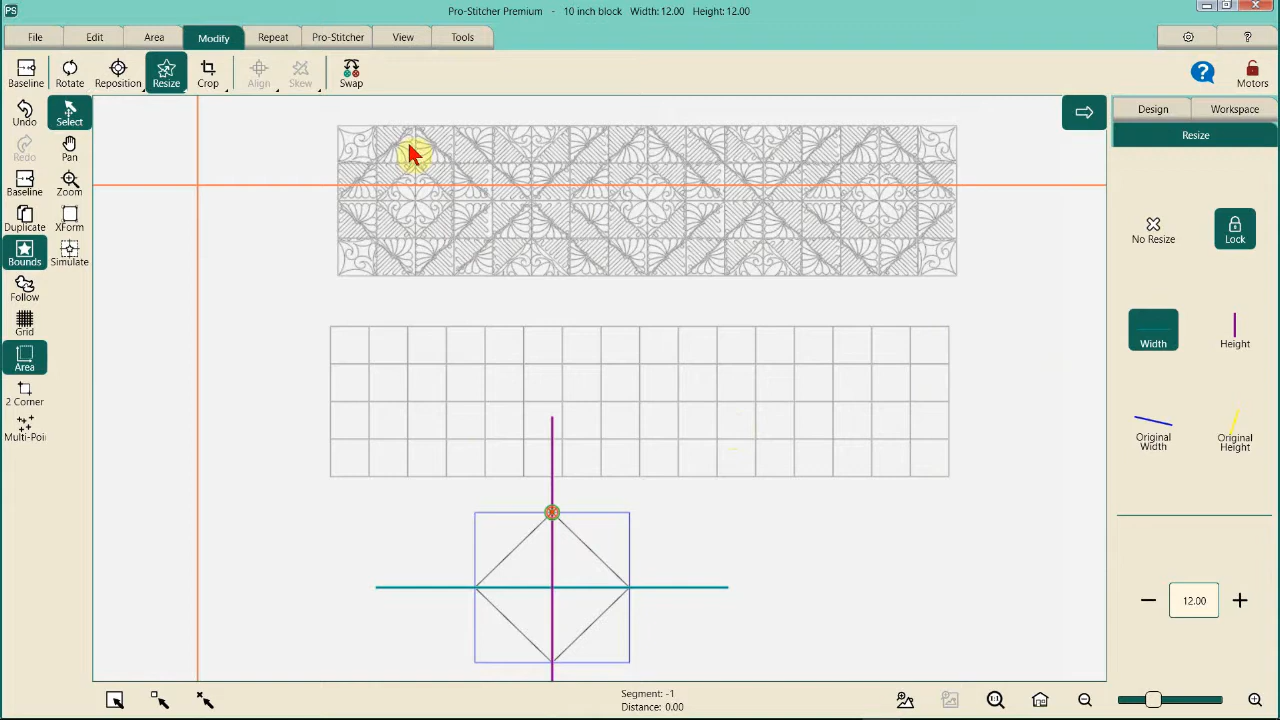 PS
Pro-Stitcher Premium - 10 inch block Width: 12.00 Height: 12.00
File Edit Area Modify Repeat Pro-Stitcher View Tools ?
Baseline Rotate Reposition Resize Crop Align Skew Swap ? Motors
Undo Select
Redo Pan
Baseline Zoom
Duplicate XForm
Bounds Simulate
Follow
Grid
Area
2 Corner
Multi-Poi
Design Workspace
Resize
No Resize Lock
Width Height
Original Width Original Height
12.00
Segment: -1
Distance: 0.00